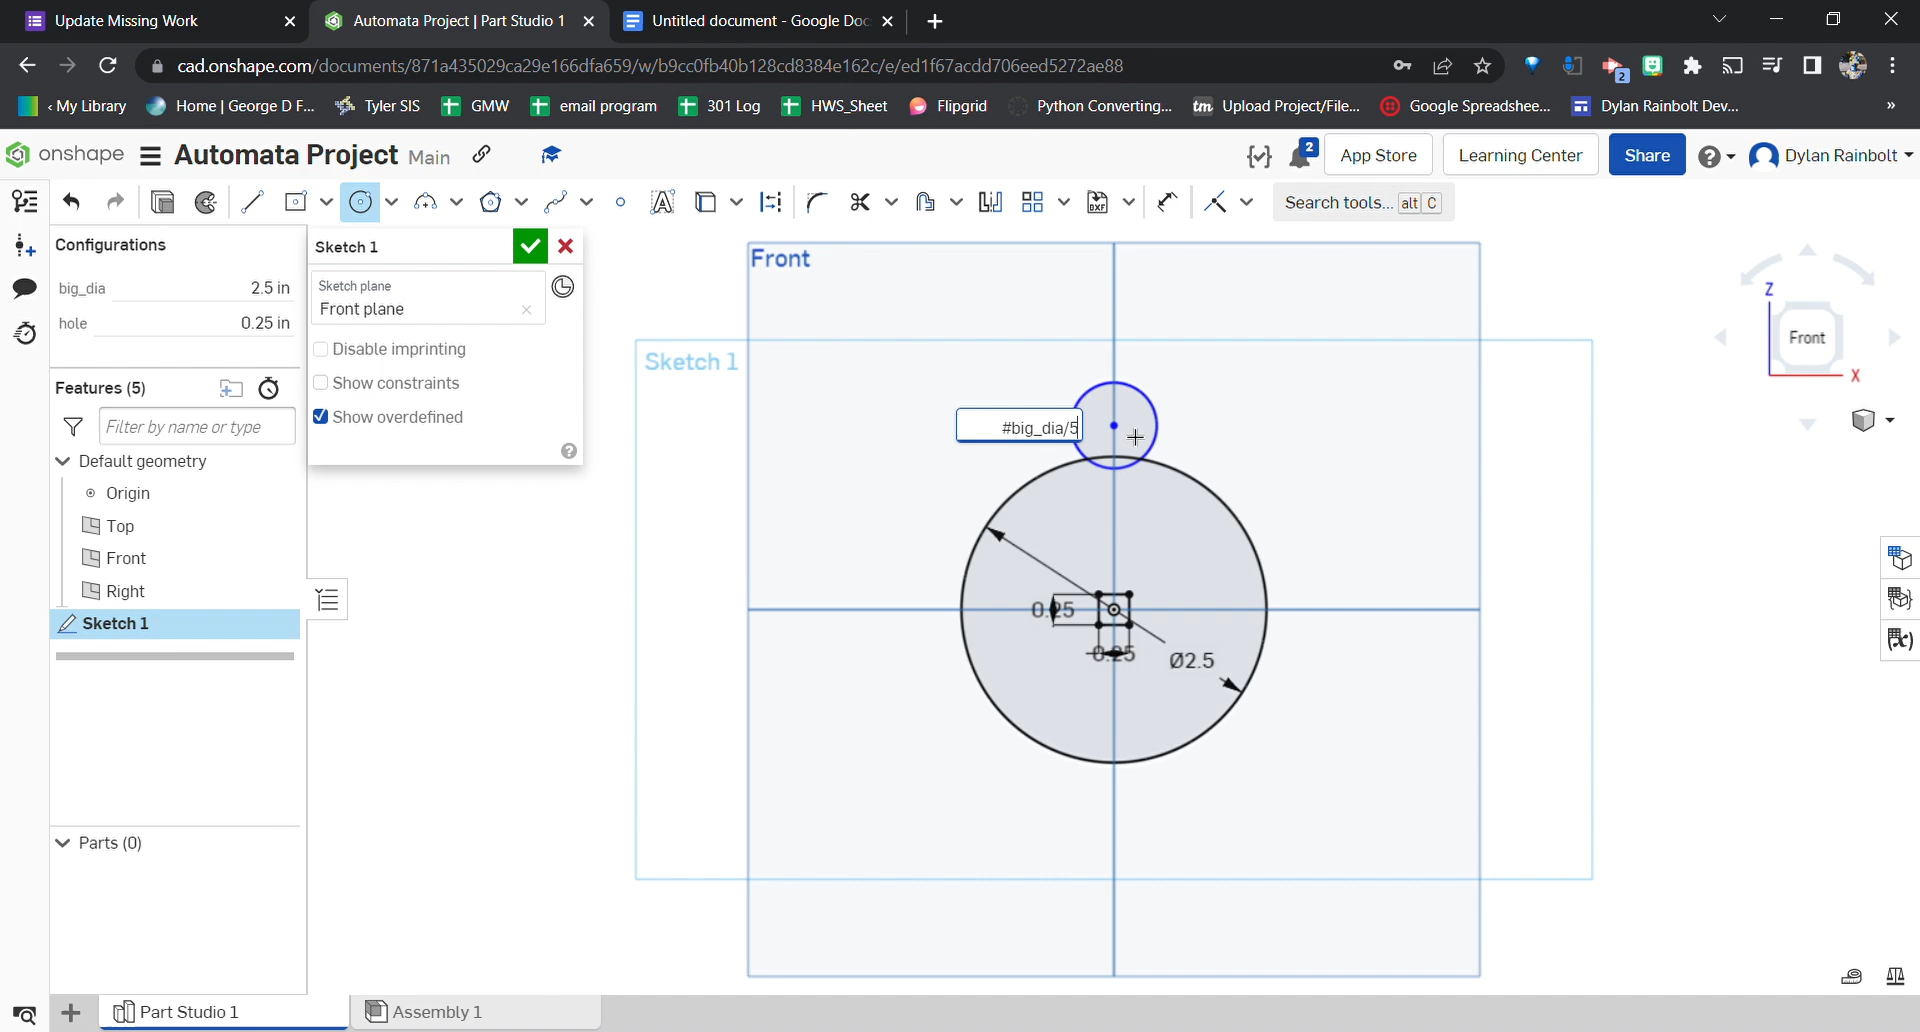 Update Missing Work
Automata Project | Part Studio 1
Untitled document - Google Doc
cad.onshape.com/documents/871a435029ca29e166dfa659/w/b9cc0fb40b128cd8384e162c/e/ed1f67acdd706eed5272ae88
2
‹ My Library
Home | George D F...
Tyler SIS
GMW
email program
301 Log
HWS_Sheet
Flipgrid
Python Converting...
tm Upload Project/File...
Google Spreadshee...
Dylan Rainbolt Dev...
»
onshape
Automata Project Main
2
App Store
Learning Center
Share
Dylan Rainbolt
Search tools... alt C
Configurations
big_dia 2.5 in
hole 0.25 in
Features (5)
Filter by name or type
Default geometry
Origin
Top
Front
Right
Sketch 1
Parts (0)
Sketch 1
Sketch plane
Front plane
Disable imprinting
Show constraints
Show overdefined
Front
Sketch 1
#big_dia/5
0.25
0.25
Ø2.5
Z
Front
X
Part Studio 1
Assembly 1